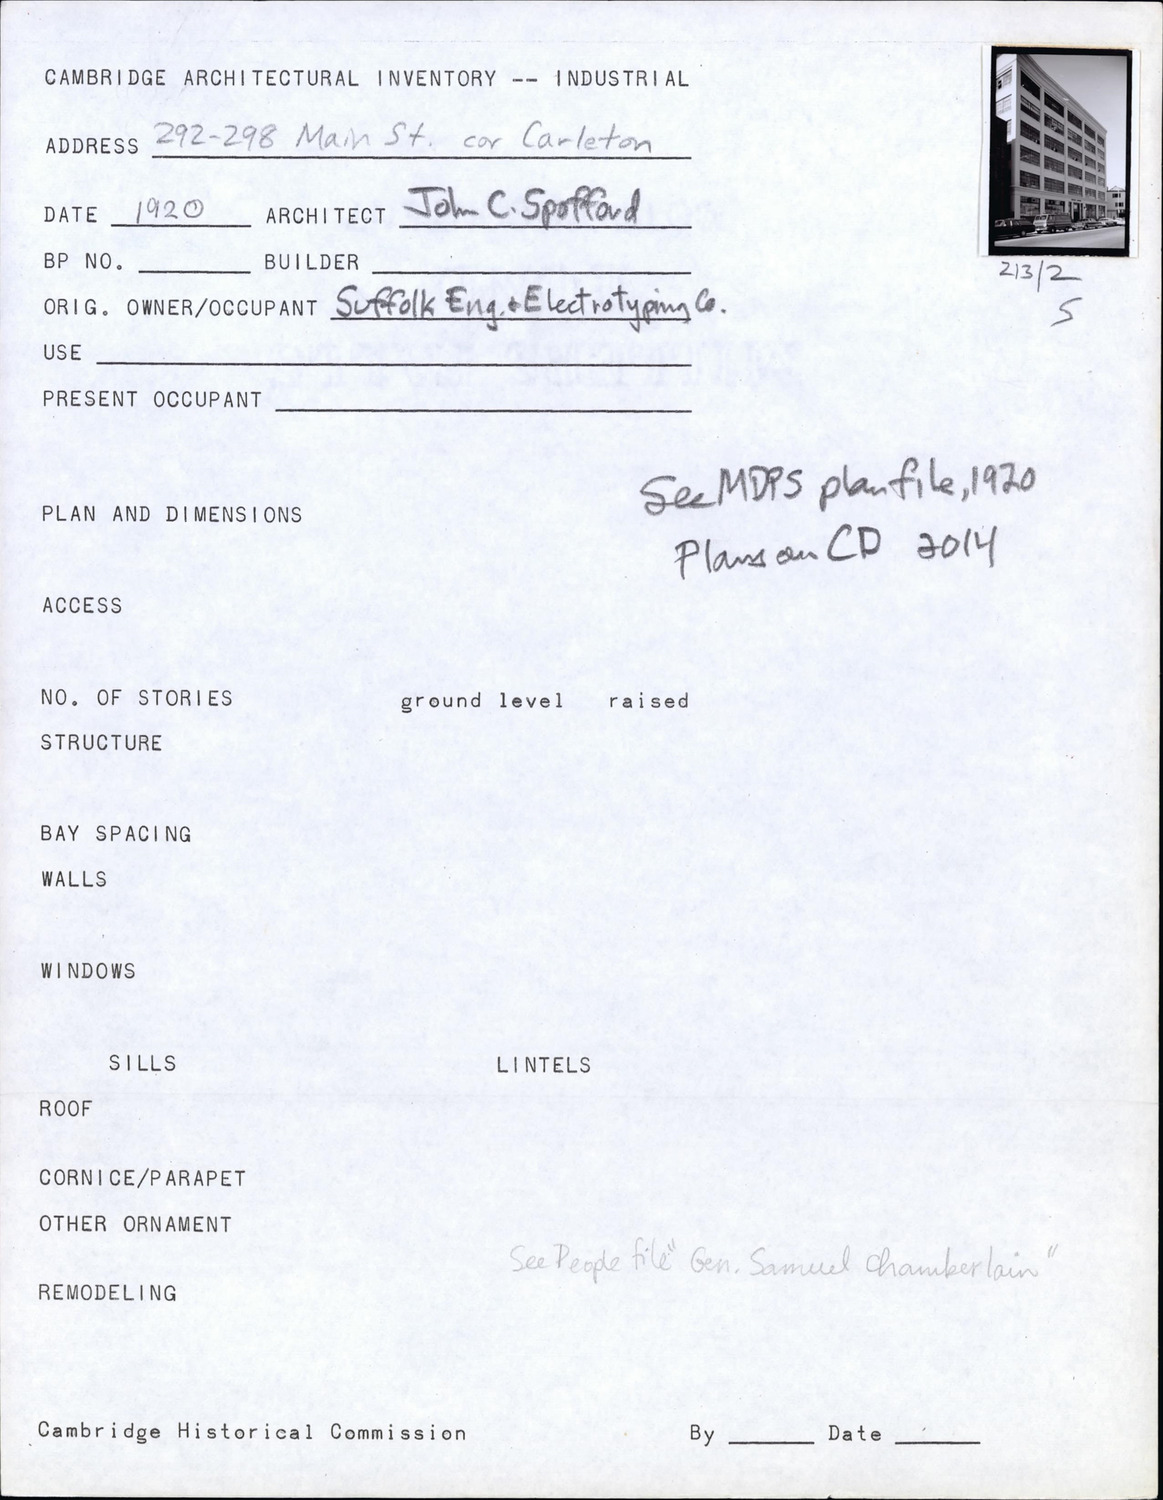 CAMBRIDGE ARCHITECTURAL INVENTORY -- INDUSTRIAL
ADDRESS 292-298 Main St. cor Carleton
DATE 1920 ARCHITECT John C. Spofford
BP NO. BUILDER
213/2
ORIG. OWNER/OCCUPANT Suffolk Eng. + Electrotyping Co.
5
USE
PRESENT OCCUPANT
See MDPS plan file, 1920
PLAN AND DIMENSIONS
Plans on CD 2014
ACCESS
NO. OF STORIES ground level raised
STRUCTURE
BAY SPACING
WALLS
WINDOWS
SILLS LINTELS
ROOF
CORNICE/PARAPET
OTHER ORNAMENT
See People file "Gen. Samuel Chamberlain"
REMODELING
Cambridge Historical Commission By Date